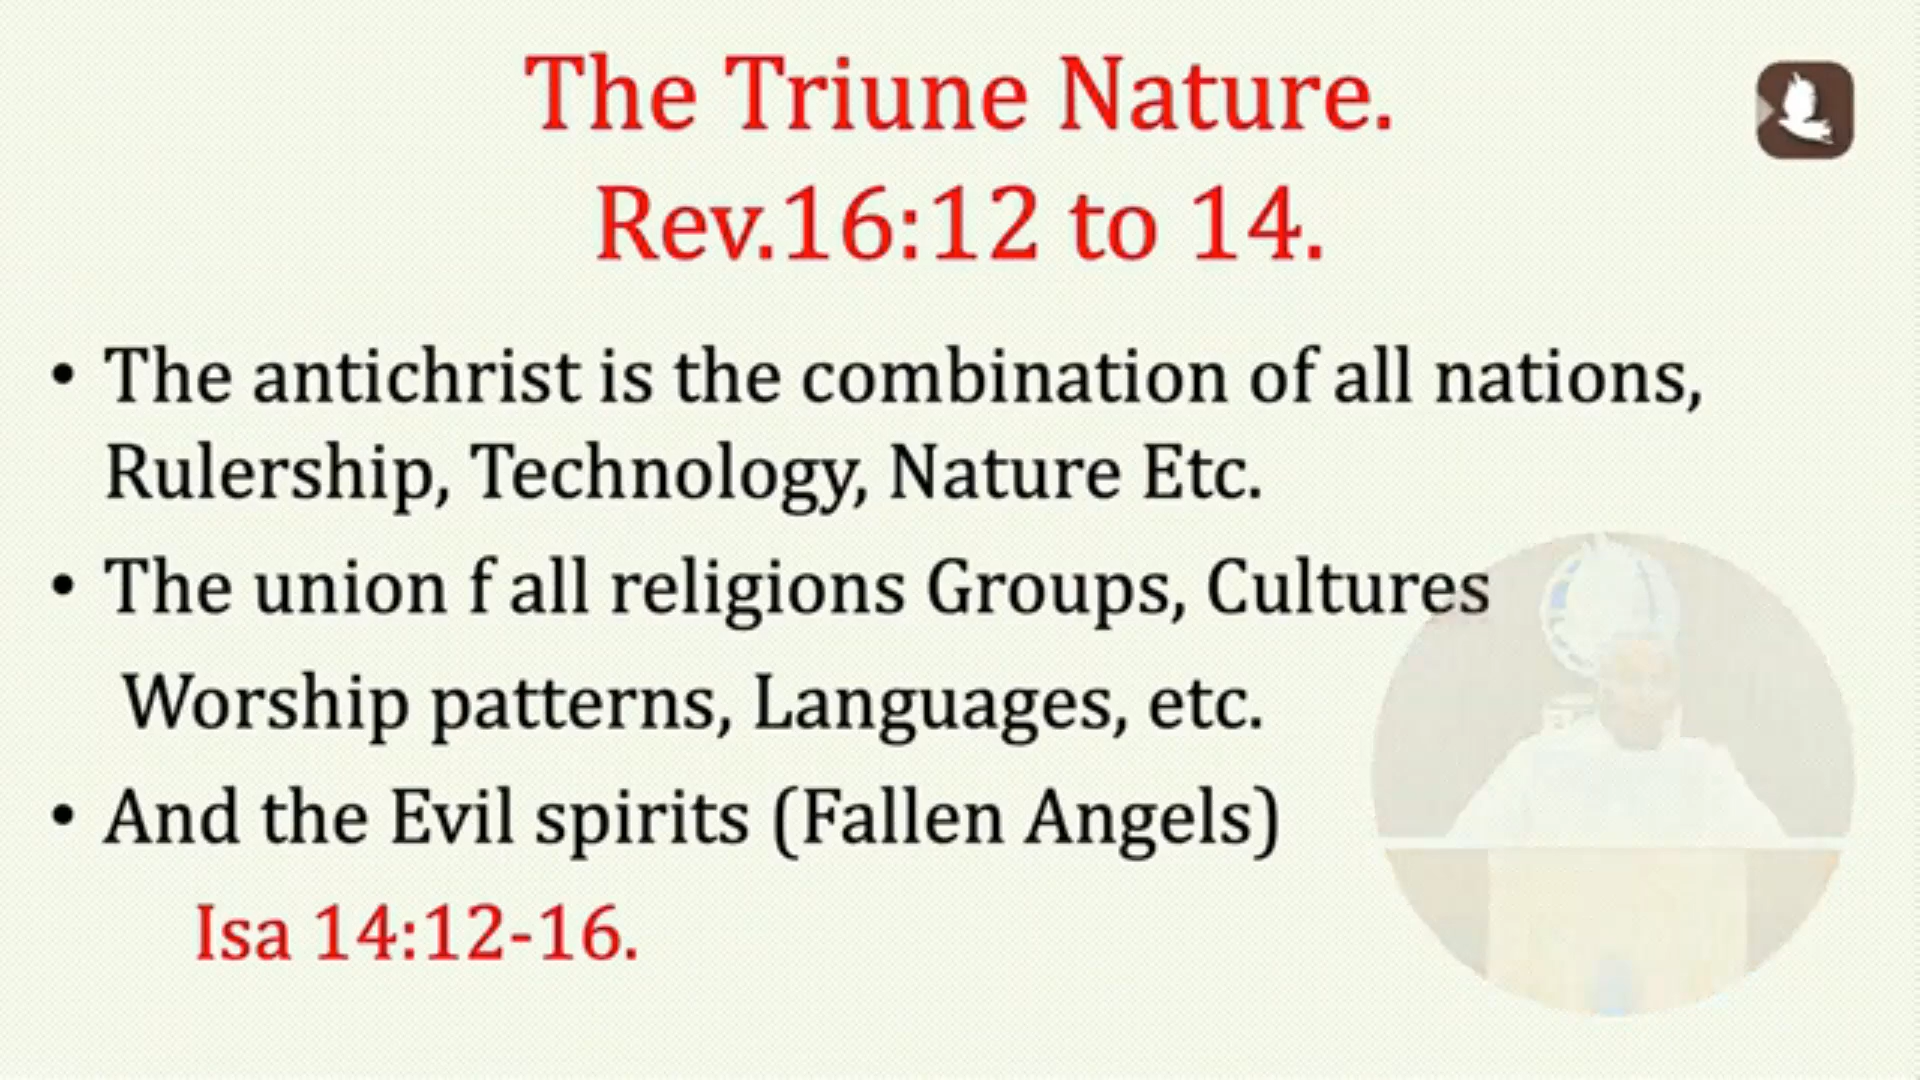 The Triune Nature.
Rev.16:12 to 14.
• The antichrist is the combination of all nations,
Rulership, Technology, Nature Etc.
• The union f all religions Groups, Cultures
Worship patterns, Languages, etc.
• And the Evil spirits (Fallen Angels)
Isa 14:12-16.